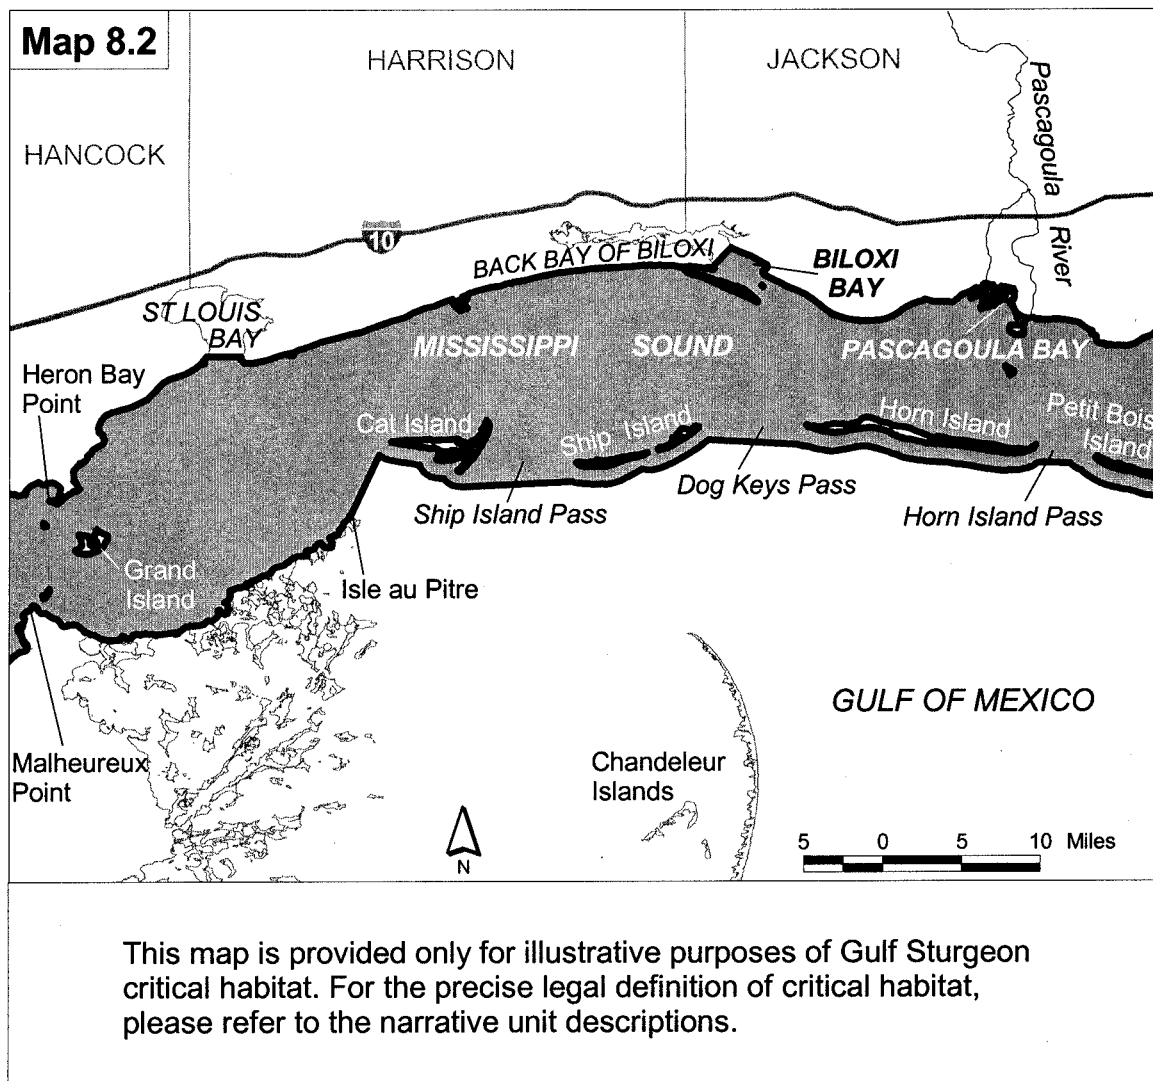 Map 8.2
HARRISON
JACKSON
HANCOCK
Pascagoula
River
10
BACK BAY OF BILOXI
BILOXI
BAY
ST LOUIS
BAY
MISSISSIPPI SOUND
PASCAGOULA BAY
Heron Bay
Point
Cat Island
Ship Island
Horn Island
Petit Bois
Island
Ship Island Pass
Dog Keys Pass
Horn Island Pass
Grand
Island
Isle au Pitre
GULF OF MEXICO
Malheureux
Point
Chandeleur
Islands
N
5 0 5 10 Miles
This map is provided only for illustrative purposes of Gulf Sturgeon
critical habitat. For the precise legal definition of critical habitat,
please refer to the narrative unit descriptions.